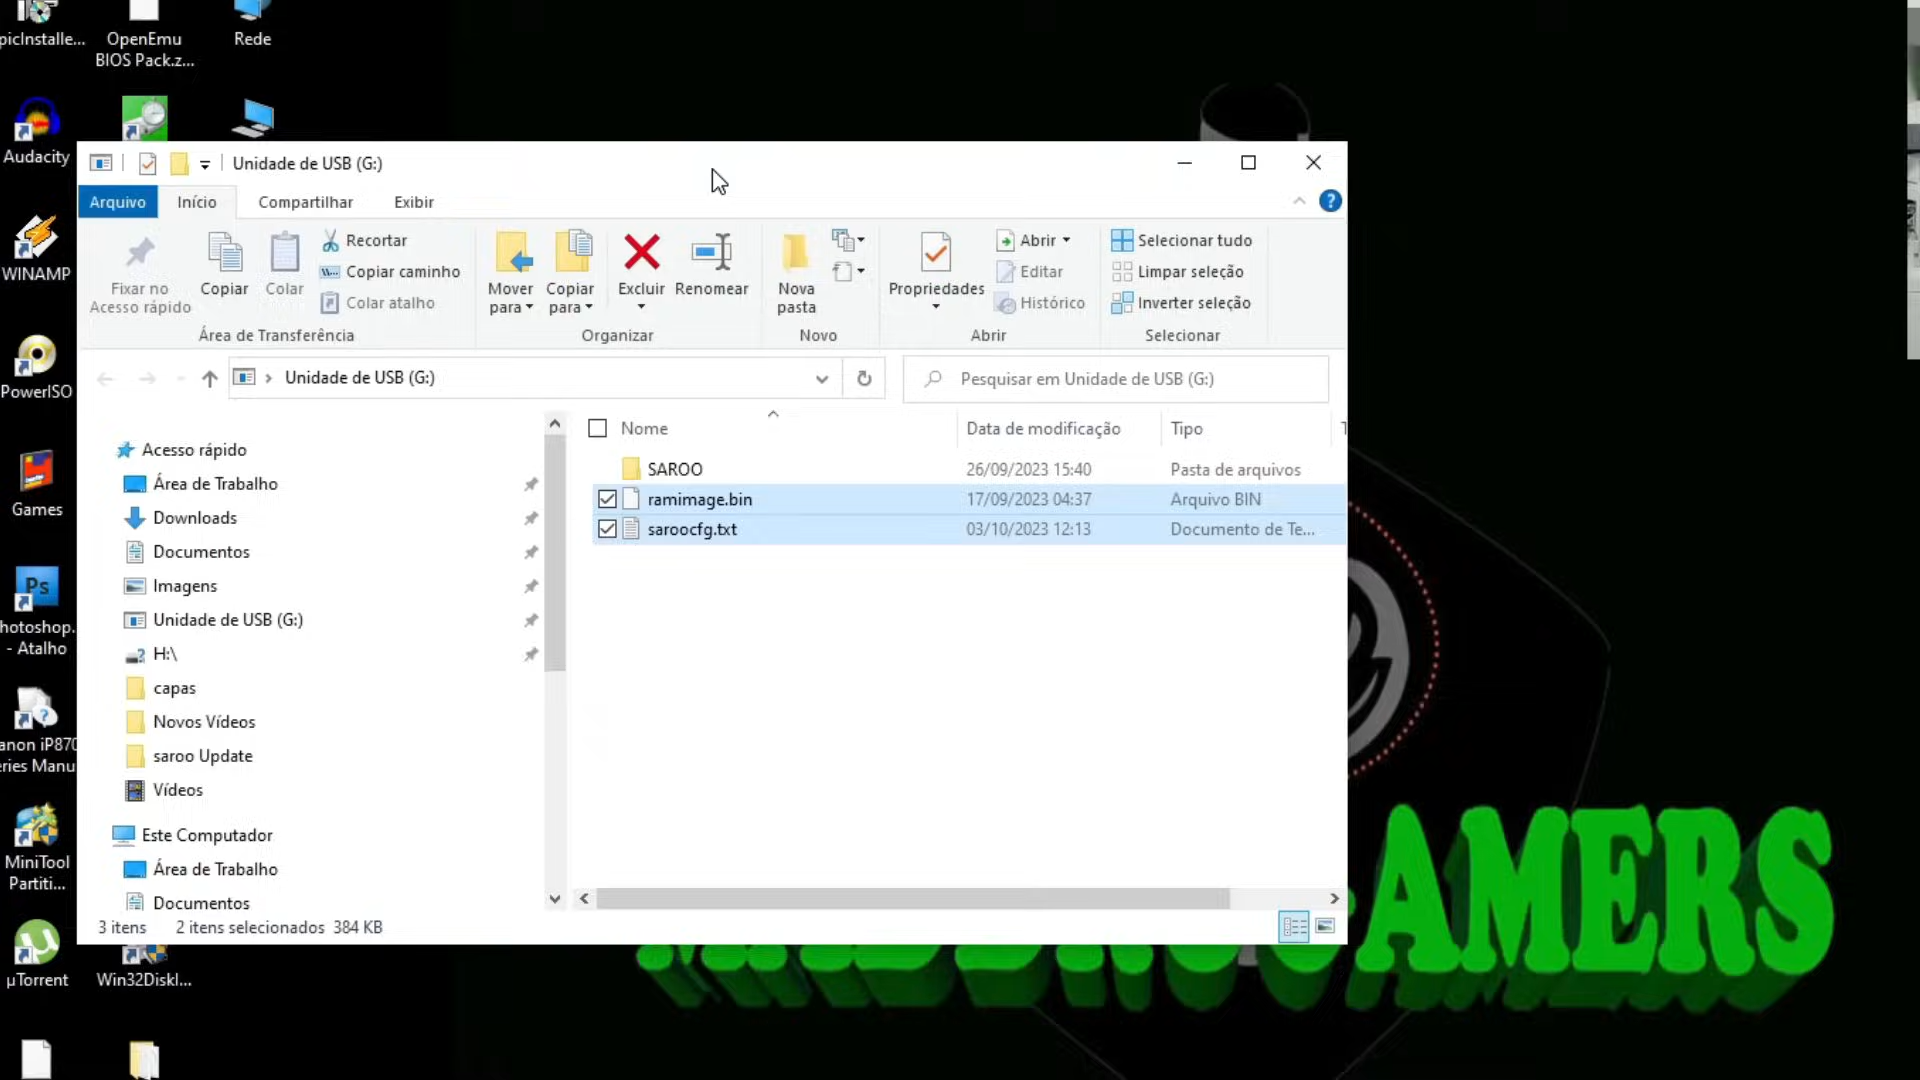 picInstalle...
OpenEmu
BIOS Pack.z...
Rede
Audacity
WINAMP
PowerISO
Games
Ps
hotoshop.
- Atalho
anon iP870
eries Manu
MiniTool
Partiti...
µTorrent
Win32DiskI...
Unidade de USB (G:)
Arquivo
Início
Compartilhar
Exibir
?
Fixar no
Acesso rápido
Copiar
Colar
Recortar
Copiar caminho
Colar atalho
Área de Transferência
Mover
para
Copiar
para
Excluir
Renomear
Organizar
Nova
pasta
Novo
Propriedades
Abrir
Editar
Histórico
Abrir
Selecionar tudo
Limpar seleção
Inverter seleção
Selecionar
Unidade de USB (G:)
Pesquisar em Unidade de USB (G:)
Acesso rápido
Área de Trabalho
Downloads
Documentos
Imagens
Unidade de USB (G:)
H:\
capas
Novos Vídeos
saroo Update
Vídeos
Este Computador
Área de Trabalho
Documentos
Nome Data de modificação Tipo
SAROO 26/09/2023 15:40 Pasta de arquivos
ramimage.bin 17/09/2023 04:37 Arquivo BIN
saroocfg.txt 03/10/2023 12:13 Documento de Te...
3 itens 2 itens selecionados 384 KB
AMERS